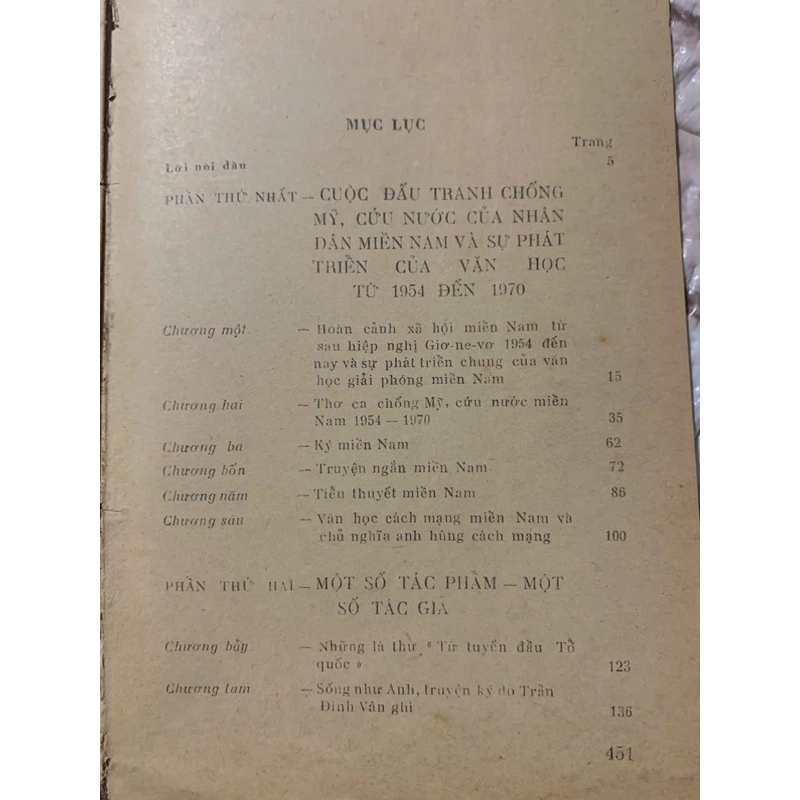 MỤC LỤC
Trang
Lời nói đầu 5
PHẦN THỨ NHẤT — CUỘC ĐẤU TRANH CHỐNG
MỸ, CỨU NƯỚC CỦA NHÂN
DÂN MIỀN NAM VÀ SỰ PHÁT
TRIỂN CỦA VĂN HỌC
TỪ 1954 ĐẾN 1970
Chương một — Hoàn cảnh xã hội miền Nam từ
sau hiệp nghị Giơ-ne-vơ 1954 đến
nay và sự phát triển chung của văn
học giải phóng miền Nam 15
Chương hai — Thơ ca chống Mỹ, cứu nước miền
Nam 1954 — 1970 35
Chương ba — Ký miền Nam 62
Chương bốn — Truyện ngắn miền Nam 72
Chương năm — Tiểu thuyết miền Nam 86
Chương sáu — Văn học cách mạng miền Nam và
chủ nghĩa anh hùng cách mạng 100
PHẦN THỨ HAI — MỘT SỐ TÁC PHẨM — MỘT
SỐ TÁC GIẢ
Chương bảy — Những lá thư « Từ tuyến đầu Tổ
quốc » 123
Chương tám — Sống như Anh, truyện ký do Trần
Đình Vân ghi 136
451